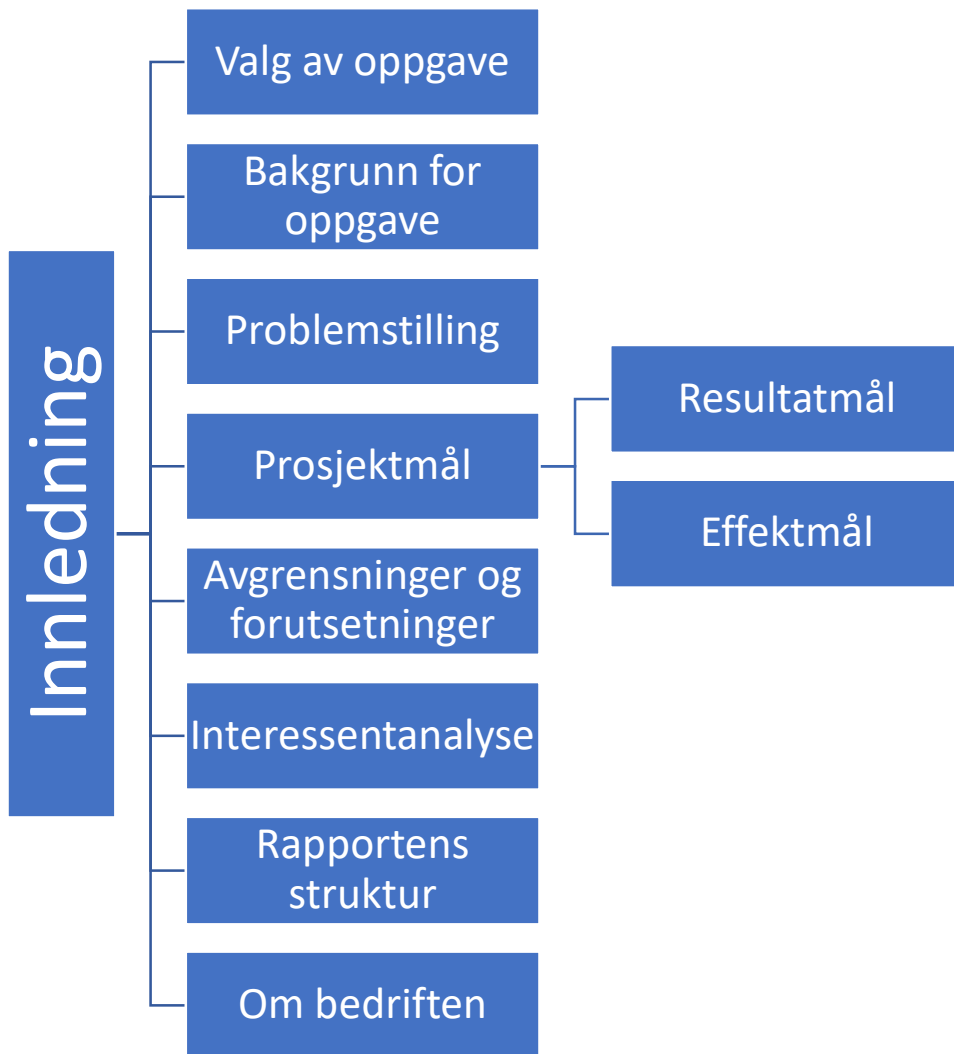 Innledning
Valg av oppgave
Bakgrunn for
oppgave
Problemstilling
Prosjektmål
Resultatmål
Effektmål
Avgrensninger og
forutsetninger
Interessentanalyse
Rapportens
struktur
Om bedriften